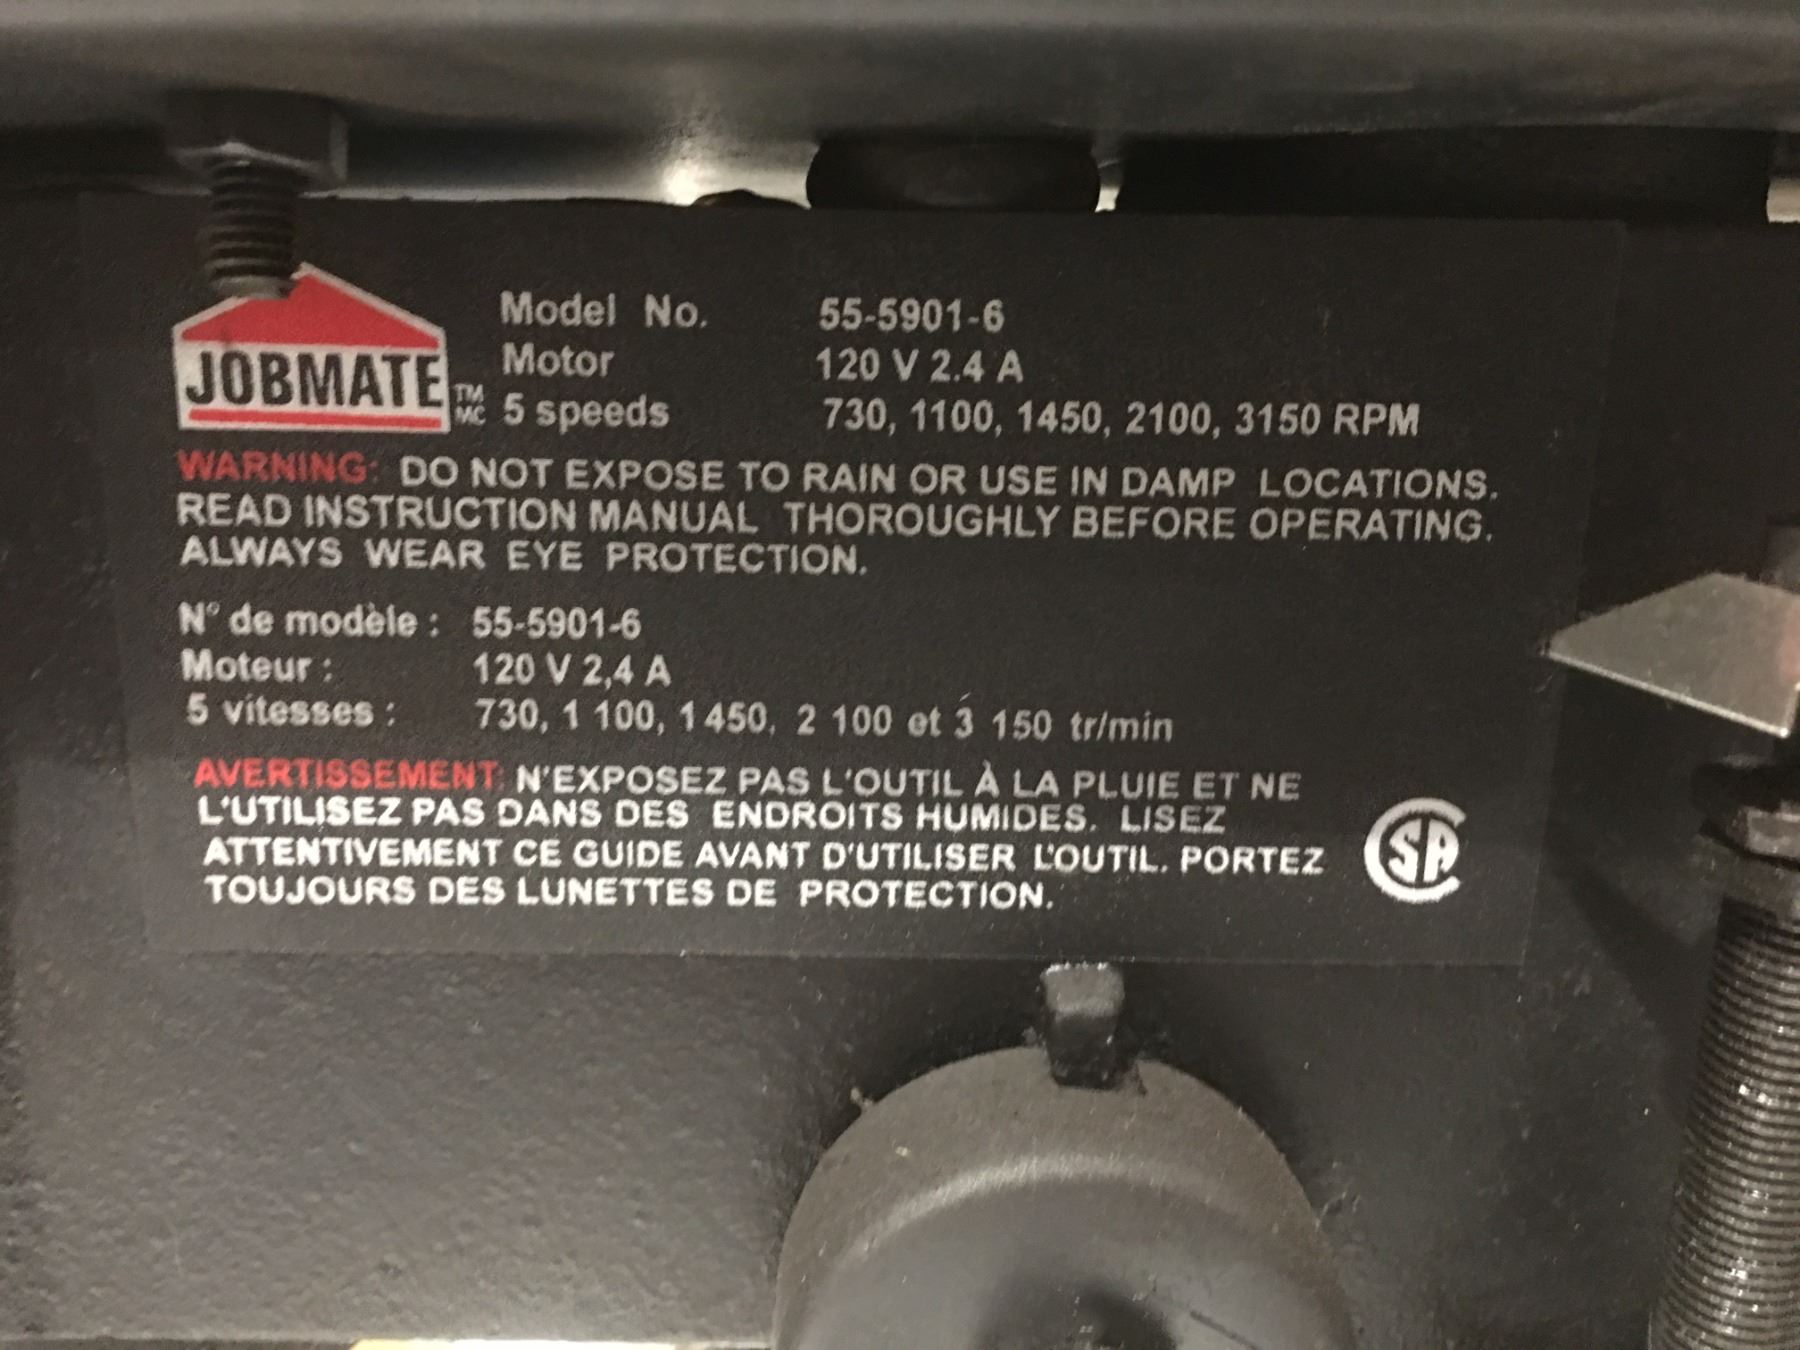 JOBMATE
TM
MC
Model No. 55-5901-6
Motor 120 V 2.4 A
5 speeds 730, 1100, 1450, 2100, 3150 RPM
WARNING: DO NOT EXPOSE TO RAIN OR USE IN DAMP LOCATIONS.
READ INSTRUCTION MANUAL THOROUGHLY BEFORE OPERATING.
ALWAYS WEAR EYE PROTECTION.
N° de modèle : 55-5901-6
Moteur : 120 V 2,4 A
5 vitesses : 730, 1 100, 1 450, 2 100 et 3 150 tr/min
AVERTISSEMENT: N'EXPOSEZ PAS L'OUTIL À LA PLUIE ET NE
L'UTILISEZ PAS DANS DES ENDROITS HUMIDES. LISEZ
ATTENTIVEMENT CE GUIDE AVANT D'UTILISER L'OUTIL. PORTEZ
TOUJOURS DES LUNETTES DE PROTECTION.
CSA